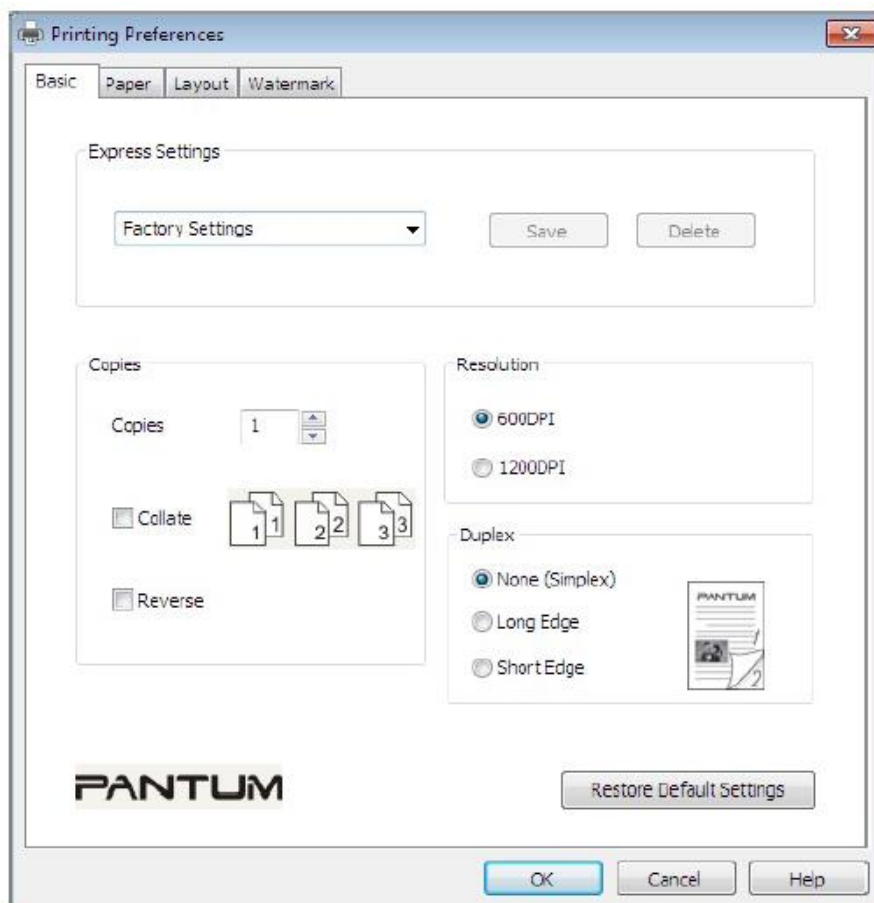 Printing Preferences
Basic Paper Layout Watermark
Express Settings
Factory Settings
Save Delete
Copies
Copies 1
Collate 1 1 2 2 3 3
Reverse
Resolution
600DPI
1200DPI
Duplex
None (Simplex)
Long Edge
Short Edge
PANTUM
1
2
PANTUM
Restore Default Settings
OK Cancel Help